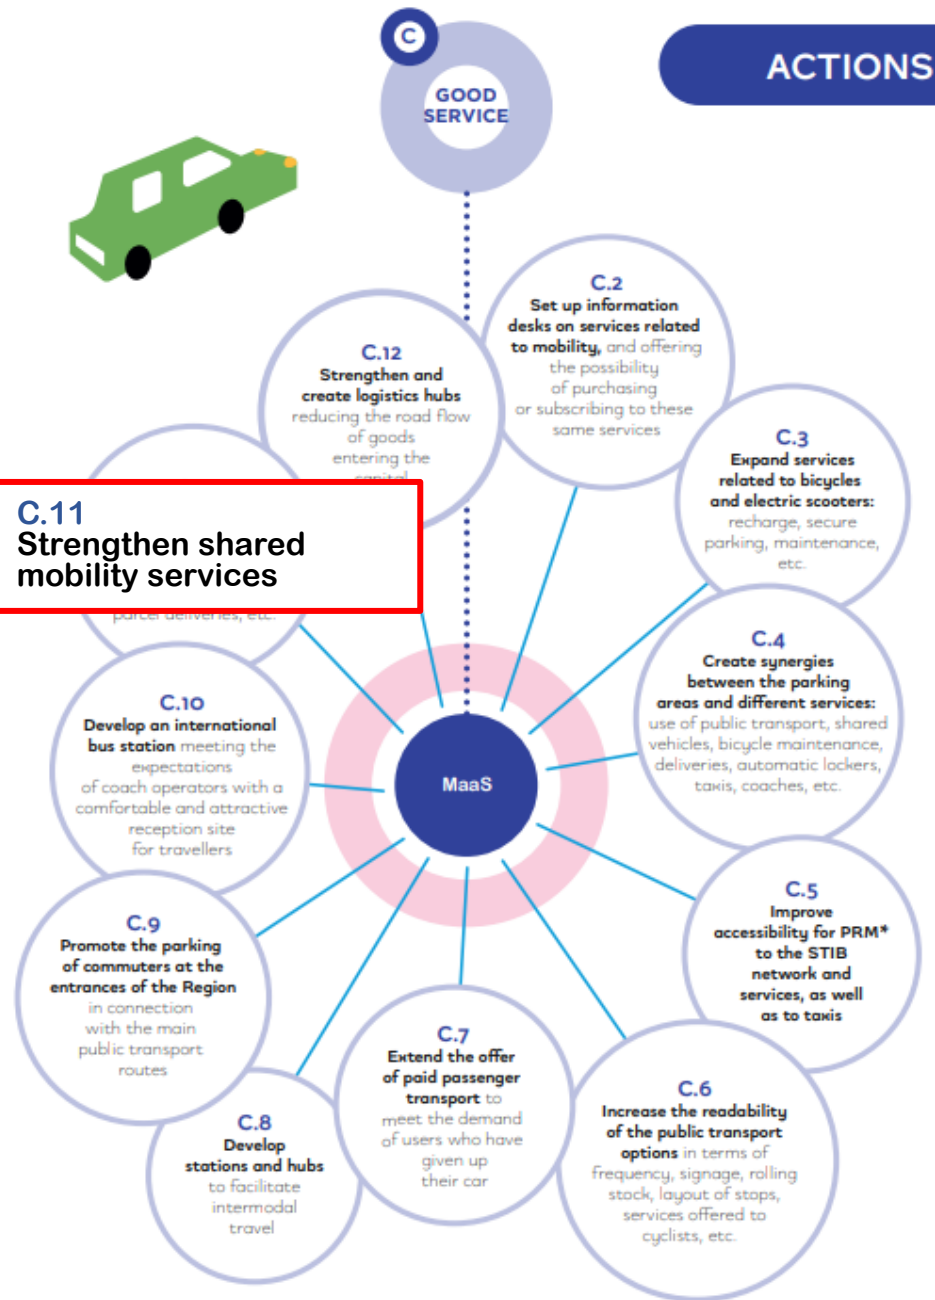 C
GOOD
SERVICE
ACTIONS
C.2
Set up information
desks on services related
to mobility, and offering
the possibility
of purchasing
or subscribing to these
same services
C.12
Strengthen and
create logistics hubs
reducing the road flow
of goods
entering the
capital
C.3
Expand services
related to bicycles
and electric scooters:
recharge, secure
parking, maintenance,
etc.
C.11
Strengthen shared
mobility services
parcel deliveries, etc.
C.4
Create synergies
between the parking
areas and different services:
use of public transport, shared
vehicles, bicycle maintenance,
deliveries, automatic lockers,
taxis, coaches, etc.
C.10
Develop an international
bus station meeting the
expectations
of coach operators with a
comfortable and attractive
reception site
for travellers
MaaS
C.5
Improve
accessibility for PRM*
to the STIB
network and
services, as well
as to taxis
C.9
Promote the parking
of commuters at the
entrances of the Region
in connection
with the main
public transport
routes
C.7
Extend the offer
of paid passenger
transport to
meet the demand
of users who have
given up
their car
C.6
Increase the readability
of the public transport
options in terms of
frequency, signage, rolling
stock, layout of stops,
services offered to
cyclists, etc.
C.8
Develop
stations and hubs
to facilitate
intermodal
travel